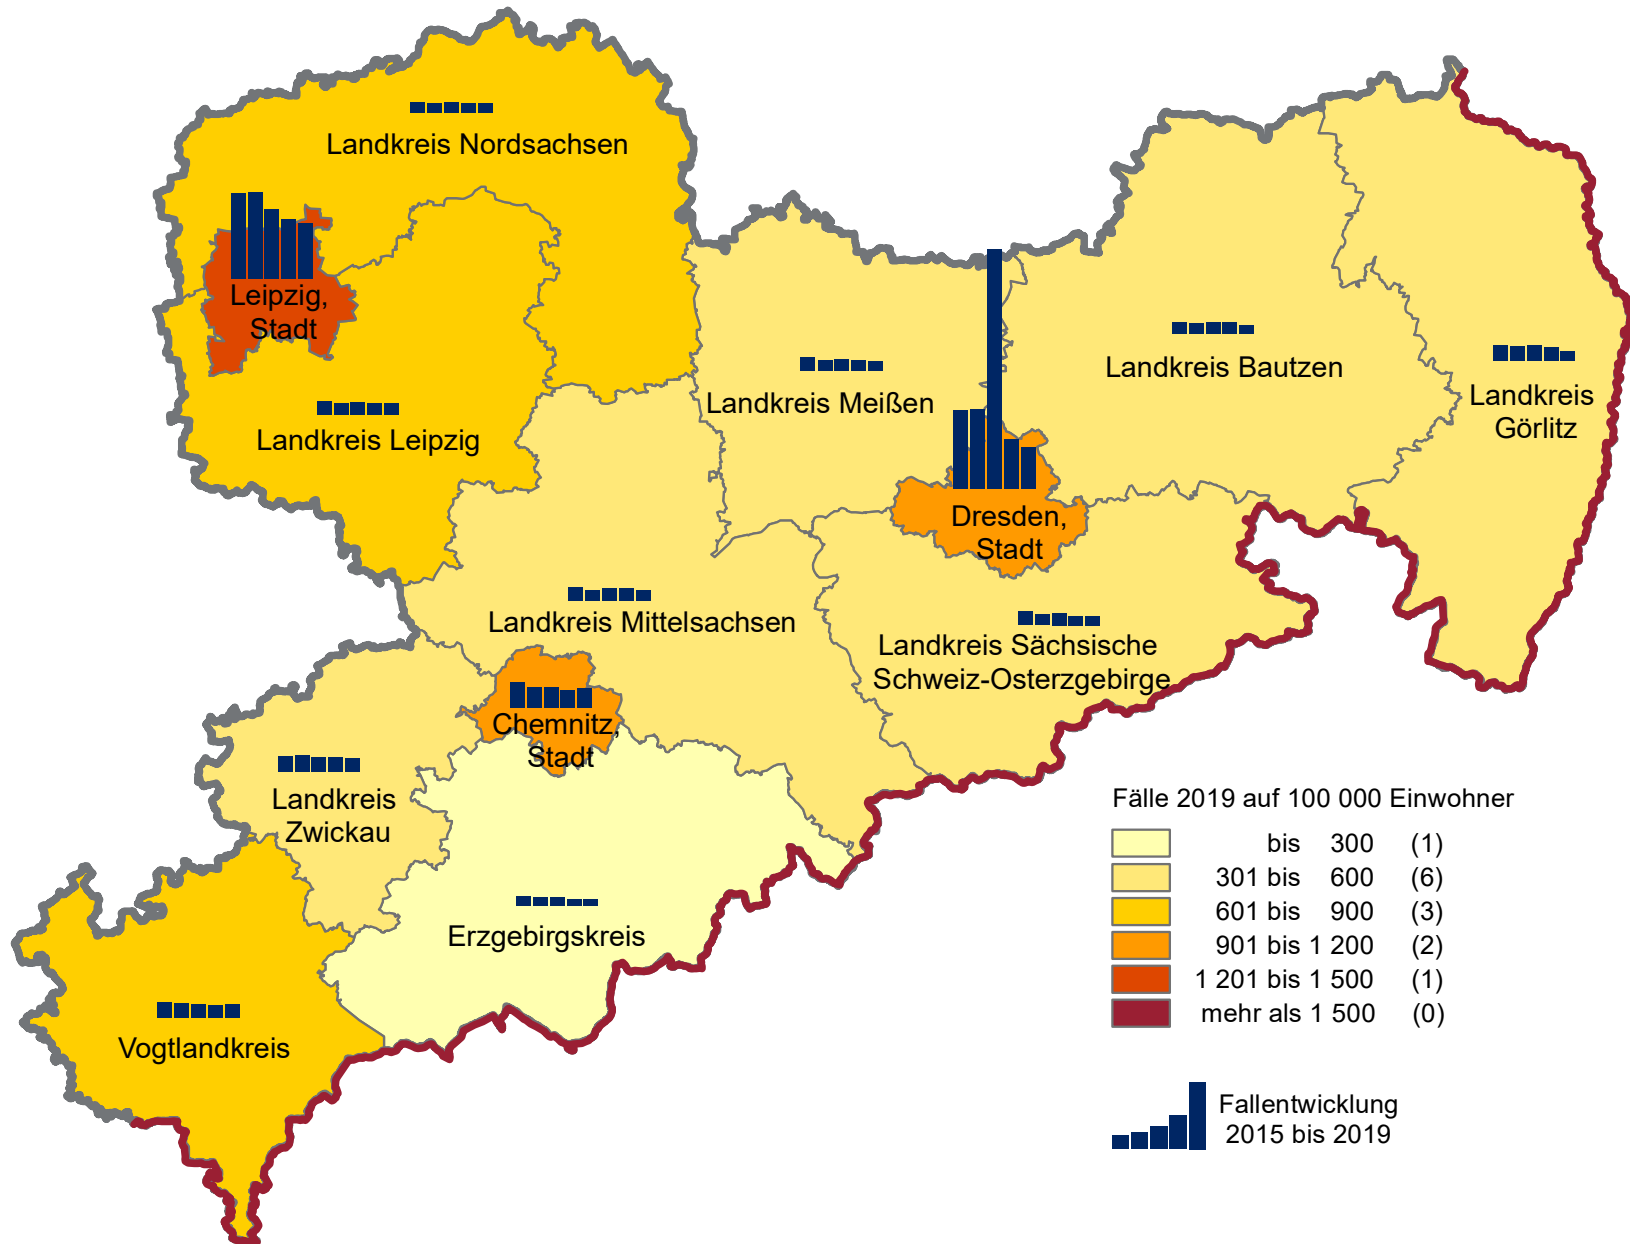 Landkreis Nordsachsen
Leipzig,
Stadt
Landkreis Leipzig
Landkreis Meißen
Landkreis Bautzen
Landkreis
Görlitz
Dresden,
Stadt
Landkreis Mittelsachsen
Landkreis Sächsische
Schweiz-Osterzgebirge
Chemnitz,
Stadt
Landkreis
Zwickau
Erzgebirgskreis
Vogtlandkreis
Fälle 2019 auf 100 000 Einwohner
bis 300 (1)
301 bis 600 (6)
601 bis 900 (3)
901 bis 1 200 (2)
1 201 bis 1 500 (1)
mehr als 1 500 (0)
Fallentwicklung
2015 bis 2019